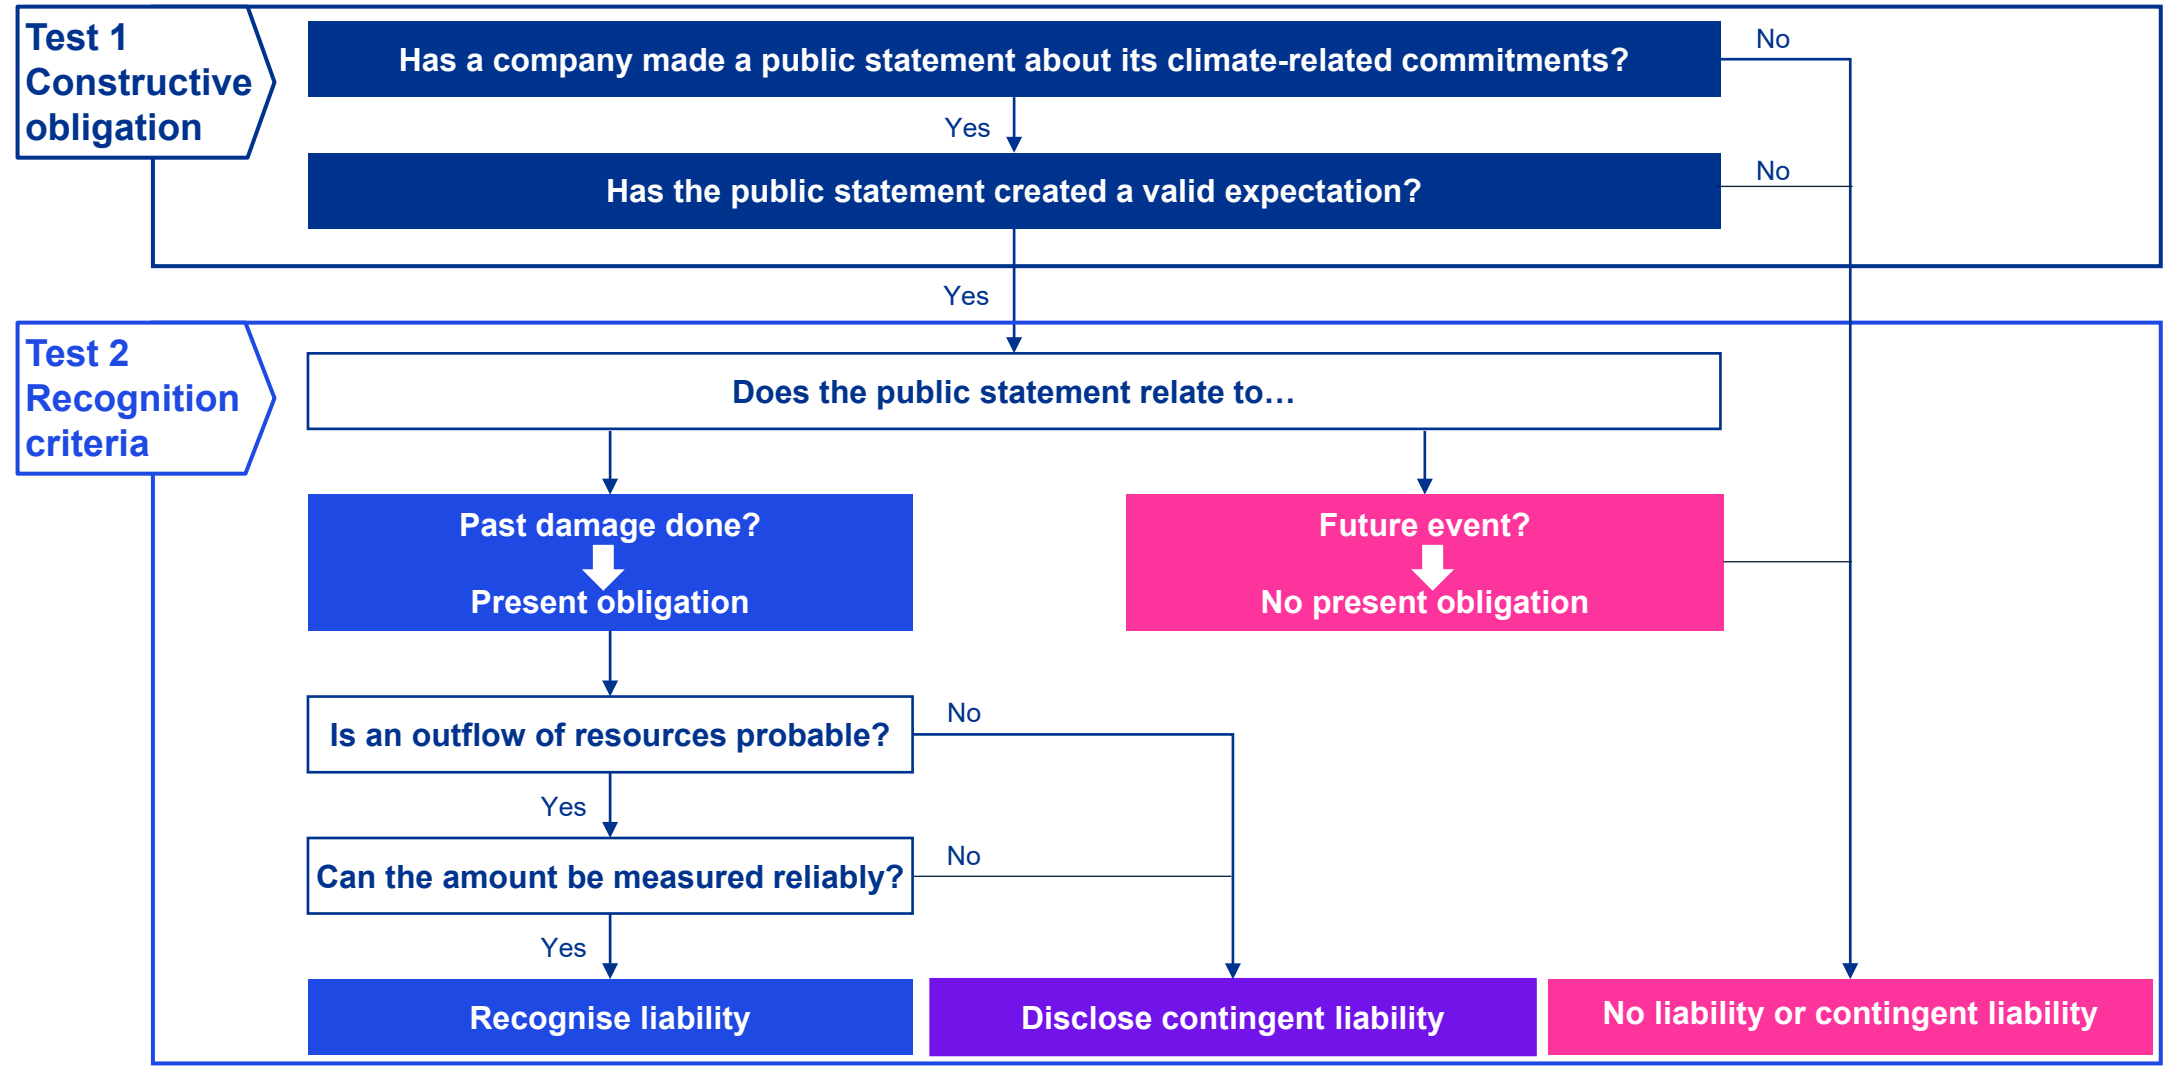 Test 1
Constructive
obligation
Has a company made a public statement about its climate-related commitments?
No
Yes
Has the public statement created a valid expectation?
No
Yes
Test 2
Recognition
criteria
Does the public statement relate to…
Past damage done?
Present obligation
Future event?
No present obligation
Is an outflow of resources probable?
No
Yes
Can the amount be measured reliably?
No
Yes
Recognise liability
Disclose contingent liability
No liability or contingent liability